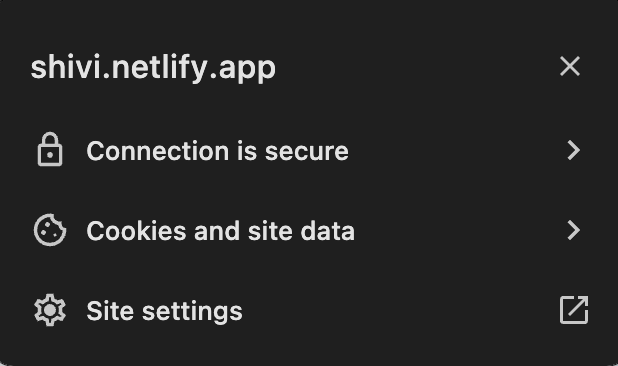 shivi.netlify.app
Connection is secure
Cookies and site data
Site settings